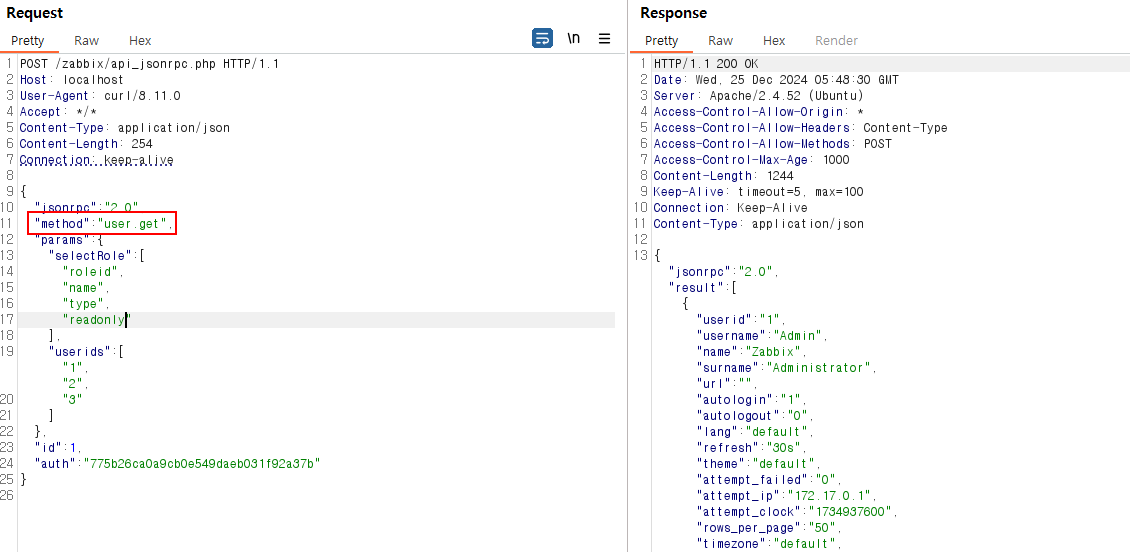 Request
Pretty Raw Hex
\n
1 POST /zabbix/api_jsonrpc.php HTTP/1.1
2 Host: localhost
3 User-Agent: curl/8.11.0
4 Accept: */*
5 Content-Type: application/json
6 Content-Length: 254
7 Connection: keep-alive
8
9 {
10 "jsonrpc":"2.0"
11 "method":"user.get",
12 "params":{
13 "selectRole":[
14 "roleid",
15 "name",
16 "type",
17 "readonly"
18 ],
19 "userids":[
"1",
"2",
20 "3"
21 ]
22 },
23 "id":1,
24 "auth":"775b26ca0a9cb0e549daeb031f92a37b"
25 }
26
Response
Pretty Raw Hex Render
1 HTTP/1.1 200 OK
2 Date: Wed, 25 Dec 2024 05:48:30 GMT
3 Server: Apache/2.4.52 (Ubuntu)
4 Access-Control-Allow-Origin: *
5 Access-Control-Allow-Headers: Content-Type
6 Access-Control-Allow-Methods: POST
7 Access-Control-Max-Age: 1000
8 Content-Length: 1244
9 Keep-Alive: timeout=5, max=100
10 Connection: Keep-Alive
11 Content-Type: application/json
12
13 {
"jsonrpc":"2.0",
"result":[
{
"userid":"1",
"username":"Admin",
"name":"Zabbix",
"surname":"Administrator",
"url":"",
"autologin":"1",
"autologout":"0",
"lang":"default",
"refresh":"30s",
"theme":"default",
"attempt_failed":"0",
"attempt_ip":"172.17.0.1",
"attempt_clock":"1734937600",
"rows_per_page":"50",
"timezone":"default",